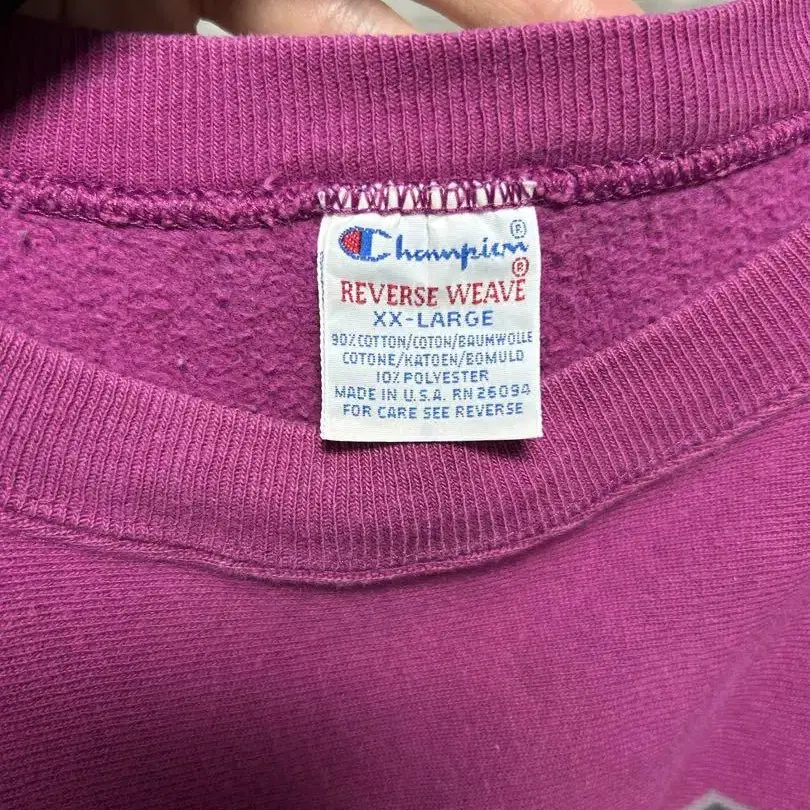 Champion®
REVERSE WEAVE®
XX-LARGE
90% COTTON/COTON/BAUMWOLLE
COTONE/KATOEN/BOMULD
10% POLYESTER
MADE IN U.S.A. RN 26094
FOR CARE SEE REVERSE